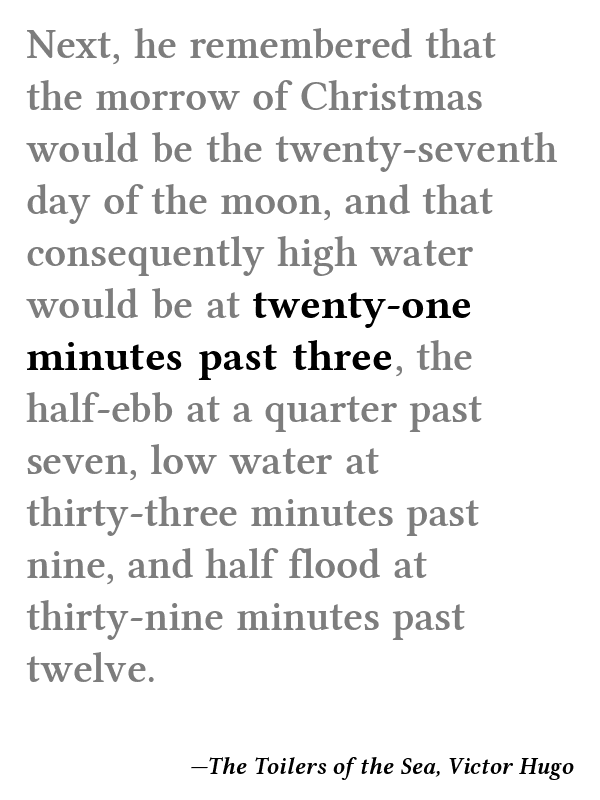 Next, he remembered that
the morrow of Christmas
would be the twenty-seventh
day of the moon, and that
consequently high water
would be at twenty-one
minutes past three, the
half-ebb at a quarter past
seven, low water at
thirty-three minutes past
nine, and half flood at
thirty-nine minutes past
twelve.
—The Toilers of the Sea, Victor Hugo